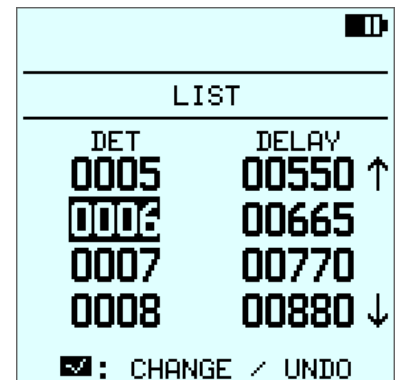 LIST
DET DELAY
0005 00550 ↑
0006 00665
0007 00770
0008 00880 ↓
✓: CHANGE / UNDO